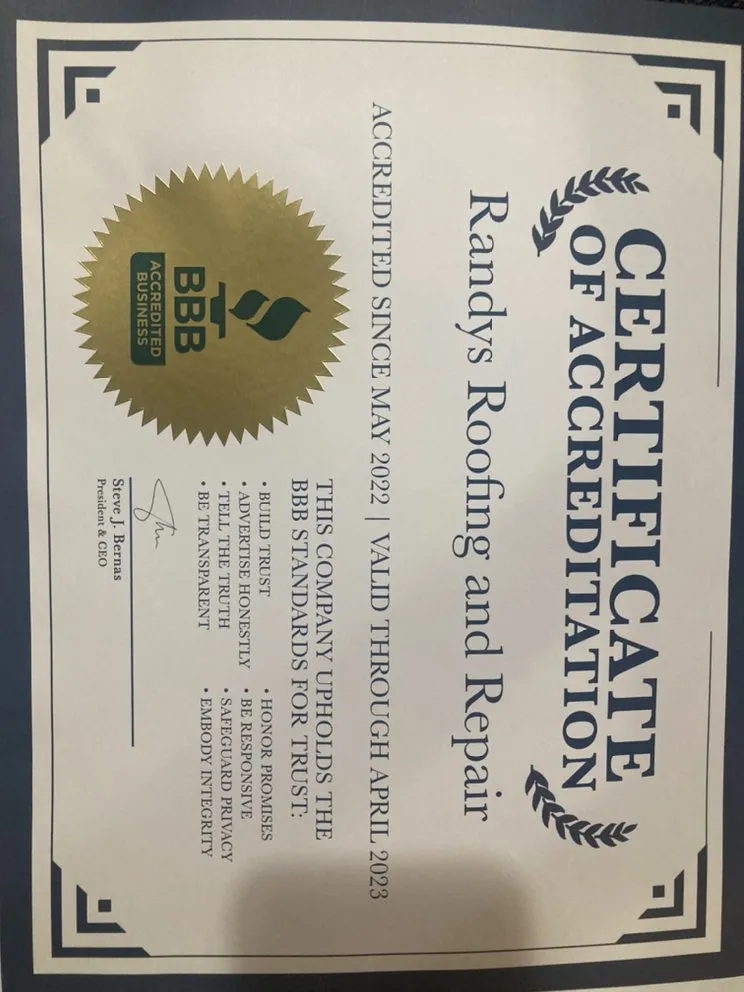 CERTIFICATE
OF ACCREDITATION
Randys Roofing and Repair
ACCREDITED SINCE MAY 2022 | VALID THROUGH APRIL 2023
BBB
ACCREDITED
BUSINESS
THIS COMPANY UPHOLDS THE
BBB STANDARDS FOR TRUST:
• BUILD TRUST
• ADVERTISE HONESTLY
• TELL THE TRUTH
• BE TRANSPARENT
• HONOR PROMISES
• BE RESPONSIVE
• SAFEGUARD PRIVACY
• EMBODY INTEGRITY
Steve J. Bernas
President & CEO